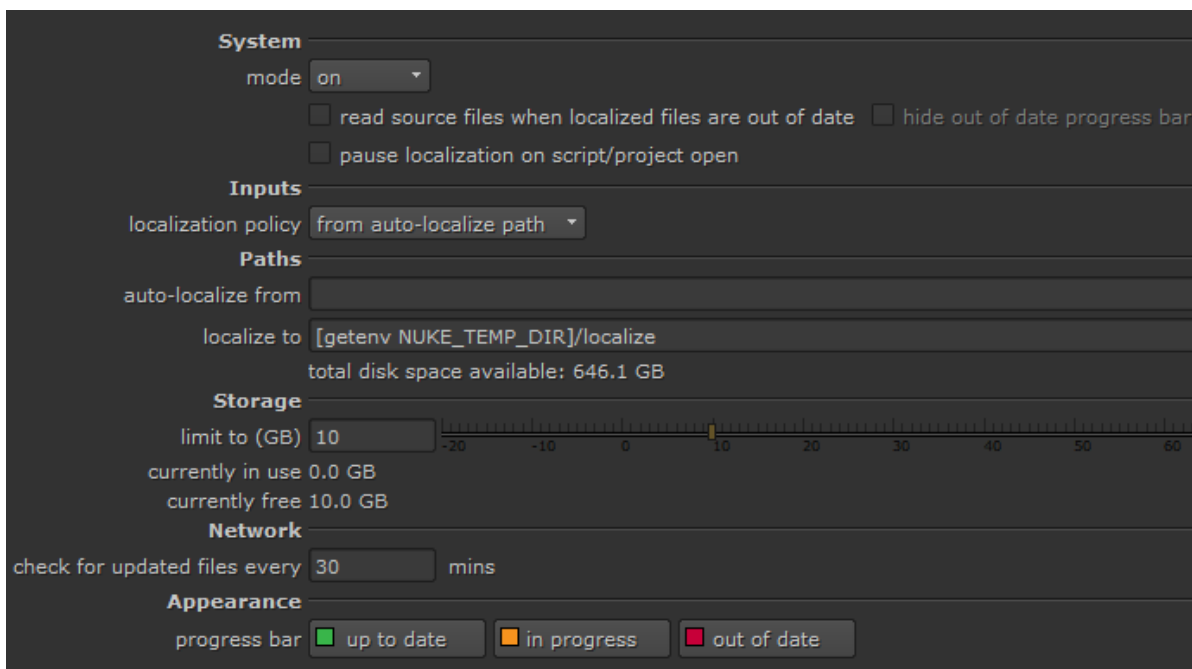 System
mode on
read source files when localized files are out of date hide out of date progress bar
pause localization on script/project open
Inputs
localization policy from auto-localize path
Paths
auto-localize from
localize to [getenv NUKE_TEMP_DIR]/localize
total disk space available: 646.1 GB
Storage
limit to (GB) 10
-20 -10 0 10 20 30 40 50 60
currently in use 0.0 GB
currently free 10.0 GB
Network
check for updated files every 30 mins
Appearance
progress bar up to date in progress out of date